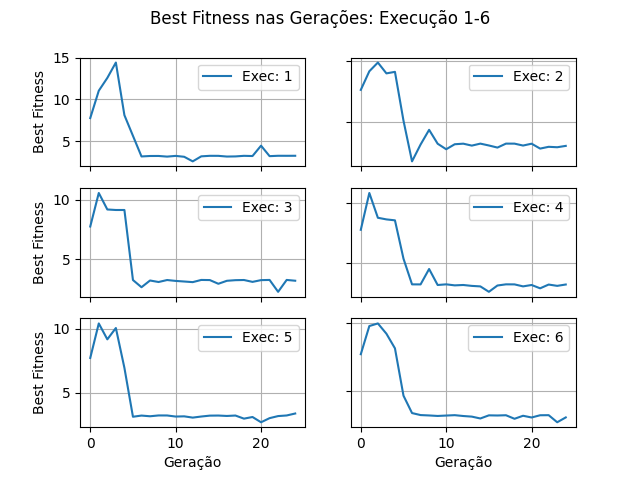 Best Fitness nas Gerações: Execução 1-6
Best Fitness
15
10
5
Exec: 1
Exec: 2
Best Fitness
10
5
Exec: 3
Exec: 4
Best Fitness
10
5
Exec: 5
Exec: 6
0
10
20
0
10
20
Geração
Geração